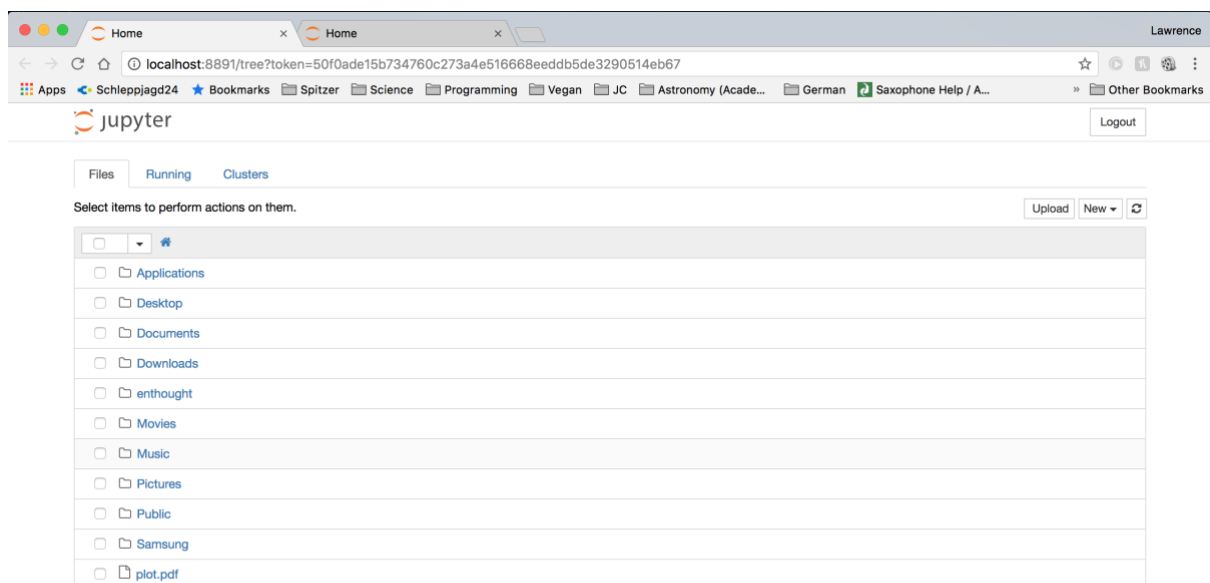 Home Home Lawrence
localhost:8891/tree?token=50f0ade15b734760c273a4e516668eeddb5de3290514eb67
Apps Schleppjagd24 Bookmarks Spitzer Science Programming Vegan JC Astronomy (Acade... German Saxophone Help / A... » Other Bookmarks
jupyter Logout
Files Running Clusters
Select items to perform actions on them. Upload New
Applications
Desktop
Documents
Downloads
enthought
Movies
Music
Pictures
Public
Samsung
plot.pdf